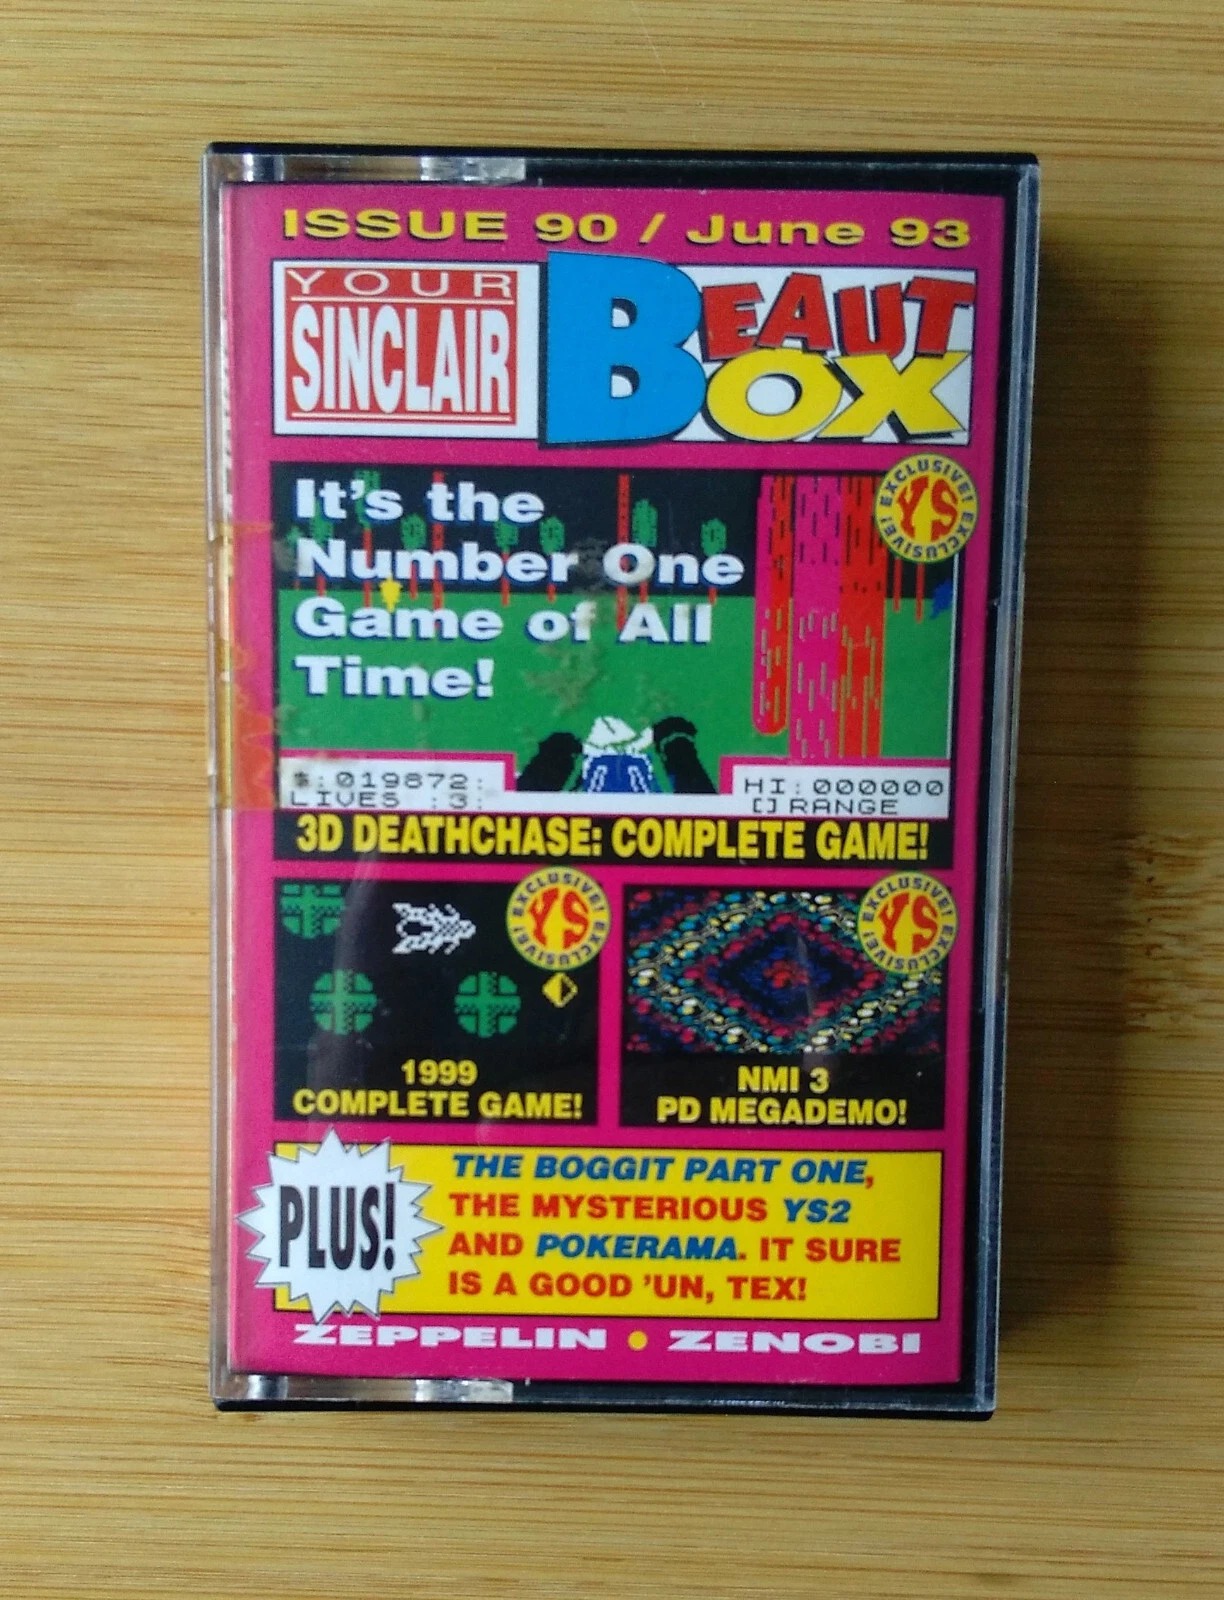 ISSUE 90 / June 93
YOUR
SINCLAIR
BEAUT
BOX
EXCLUSIVE! EXCLUSIVE!
YS
It's the
Number One
Game of All
Time!
$:019872:
LIVES :3:
HI:000000
[] RANGE
3D DEATHCHASE: COMPLETE GAME!
EXCLUSIVE! EXCLUSIVE!
YS
1999
COMPLETE GAME!
EXCLUSIVE! EXCLUSIVE!
YS
NMI 3
PD MEGADEMO!
PLUS!
THE BOGGIT PART ONE,
THE MYSTERIOUS YS2
AND POKERAMA. IT SURE
IS A GOOD 'UN, TEX!
ZEPPELIN • ZENOBI